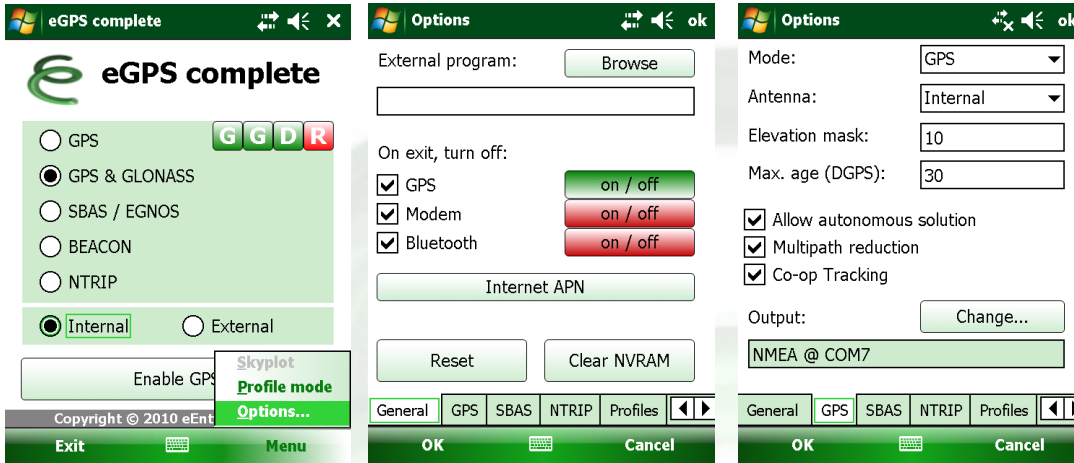 eGPS complete
eGPS complete
G G D R
GPS
GPS & GLONASS
SBAS / EGNOS
BEACON
NTRIP
Internal External
Enable GPS
Skyplot
Profile mode
Options...
Copyright © 2010 eEnt
Exit Menu
Options ok
External program: Browse
On exit, turn off:
GPS on / off
Modem on / off
Bluetooth on / off
Internet APN
Reset Clear NVRAM
General GPS SBAS NTRIP Profiles
OK Cancel
Options ok
Mode: GPS
Antenna: Internal
Elevation mask: 10
Max. age (DGPS): 30
Allow autonomous solution
Multipath reduction
Co-op Tracking
Output: Change...
NMEA @ COM7
General GPS SBAS NTRIP Profiles
OK Cancel